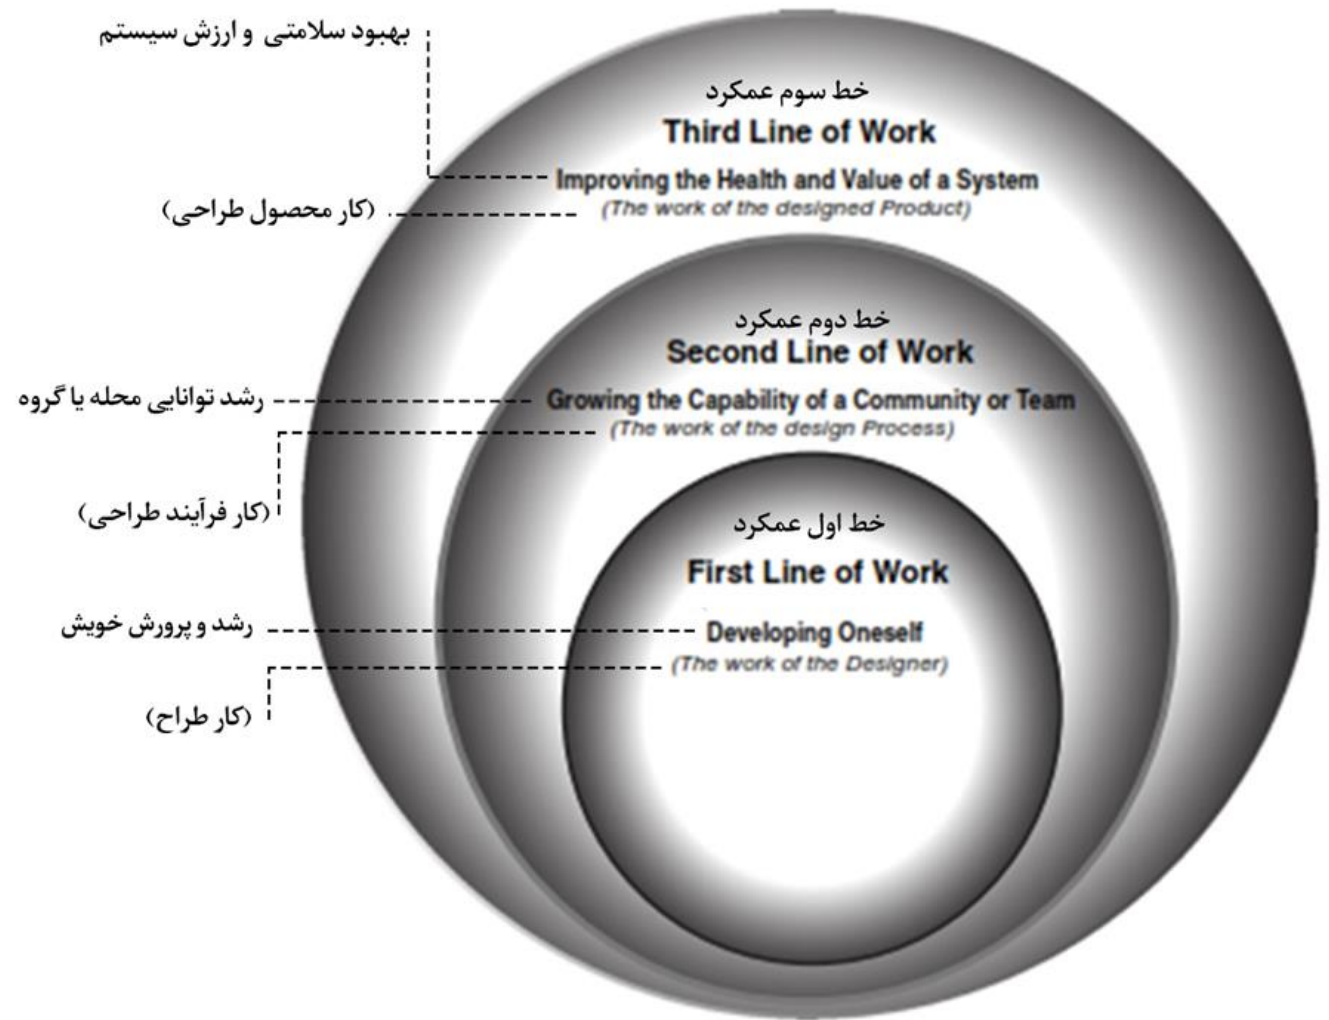 بهبود سلامتی و ارزش سیستم
خط سوم عمکرد
Third Line of Work
Improving the Health and Value of a System
(کار محصول طراحی)
(The work of the designed Product)
خط دوم عمکرد
Second Line of Work
رشد توانایی محله یا گروه
Growing the Capability of a Community or Team
(The work of the design Process)
(کار فرآیند طراحی)
خط اول عمکرد
First Line of Work
رشد و پرورش خویش
Developing Oneself
(The work of the Designer)
(کار طراح)